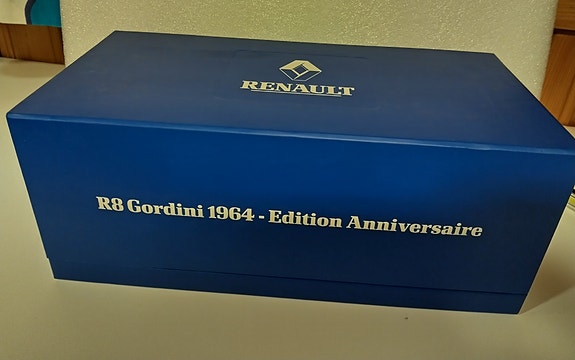 RENAULT
R8 Gordini 1964 - Edition Anniversaire